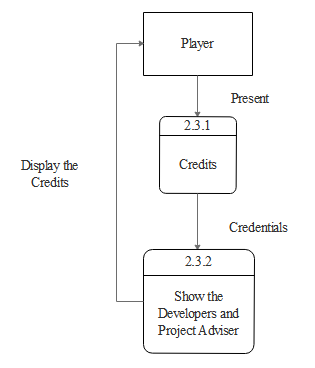 Player
Present
2.3.1
Credits
Display the
Credits
Credentials
2.3.2
Show the
Developers and
Project Adviser